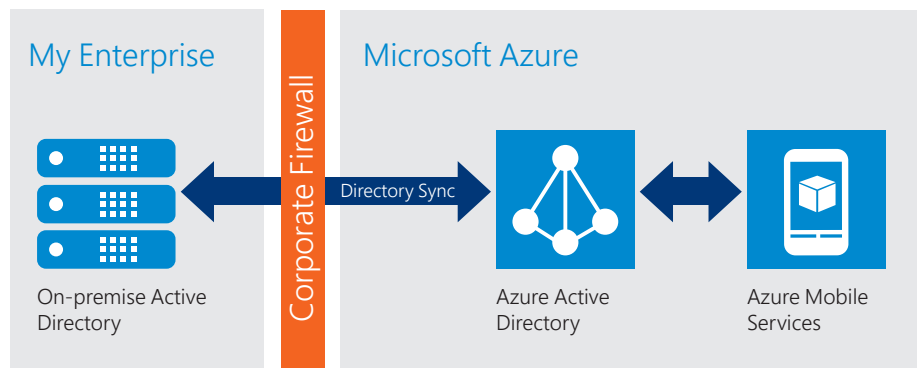 My Enterprise
Corporate Firewall
Microsoft Azure
Directory Sync
On-premise Active
Directory
Azure Active
Directory
Azure Mobile
Services